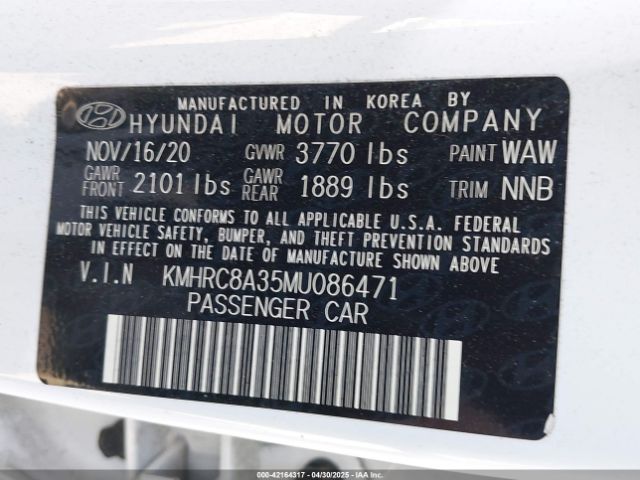 MANUFACTURED IN KOREA BY
HYUNDAI MOTOR COMPANY
NOV/16/20 GVWR 3770 lbs PAINT WAW
GAWR FRONT 2101 lbs GAWR REAR 1889 lbs TRIM NNB
THIS VEHICLE CONFORMS TO ALL APPLICABLE U.S.A. FEDERAL
MOTOR VEHICLE SAFETY, BUMPER, AND THEFT PREVENTION STANDARDS
IN EFFECT ON THE DATE OF MANUFACTURE SHOWN ABOVE
V.I.N KMHRC8A35MU086471
PASSENGER CAR
000-42164317 - 04/30/2025 - IAAI.COM